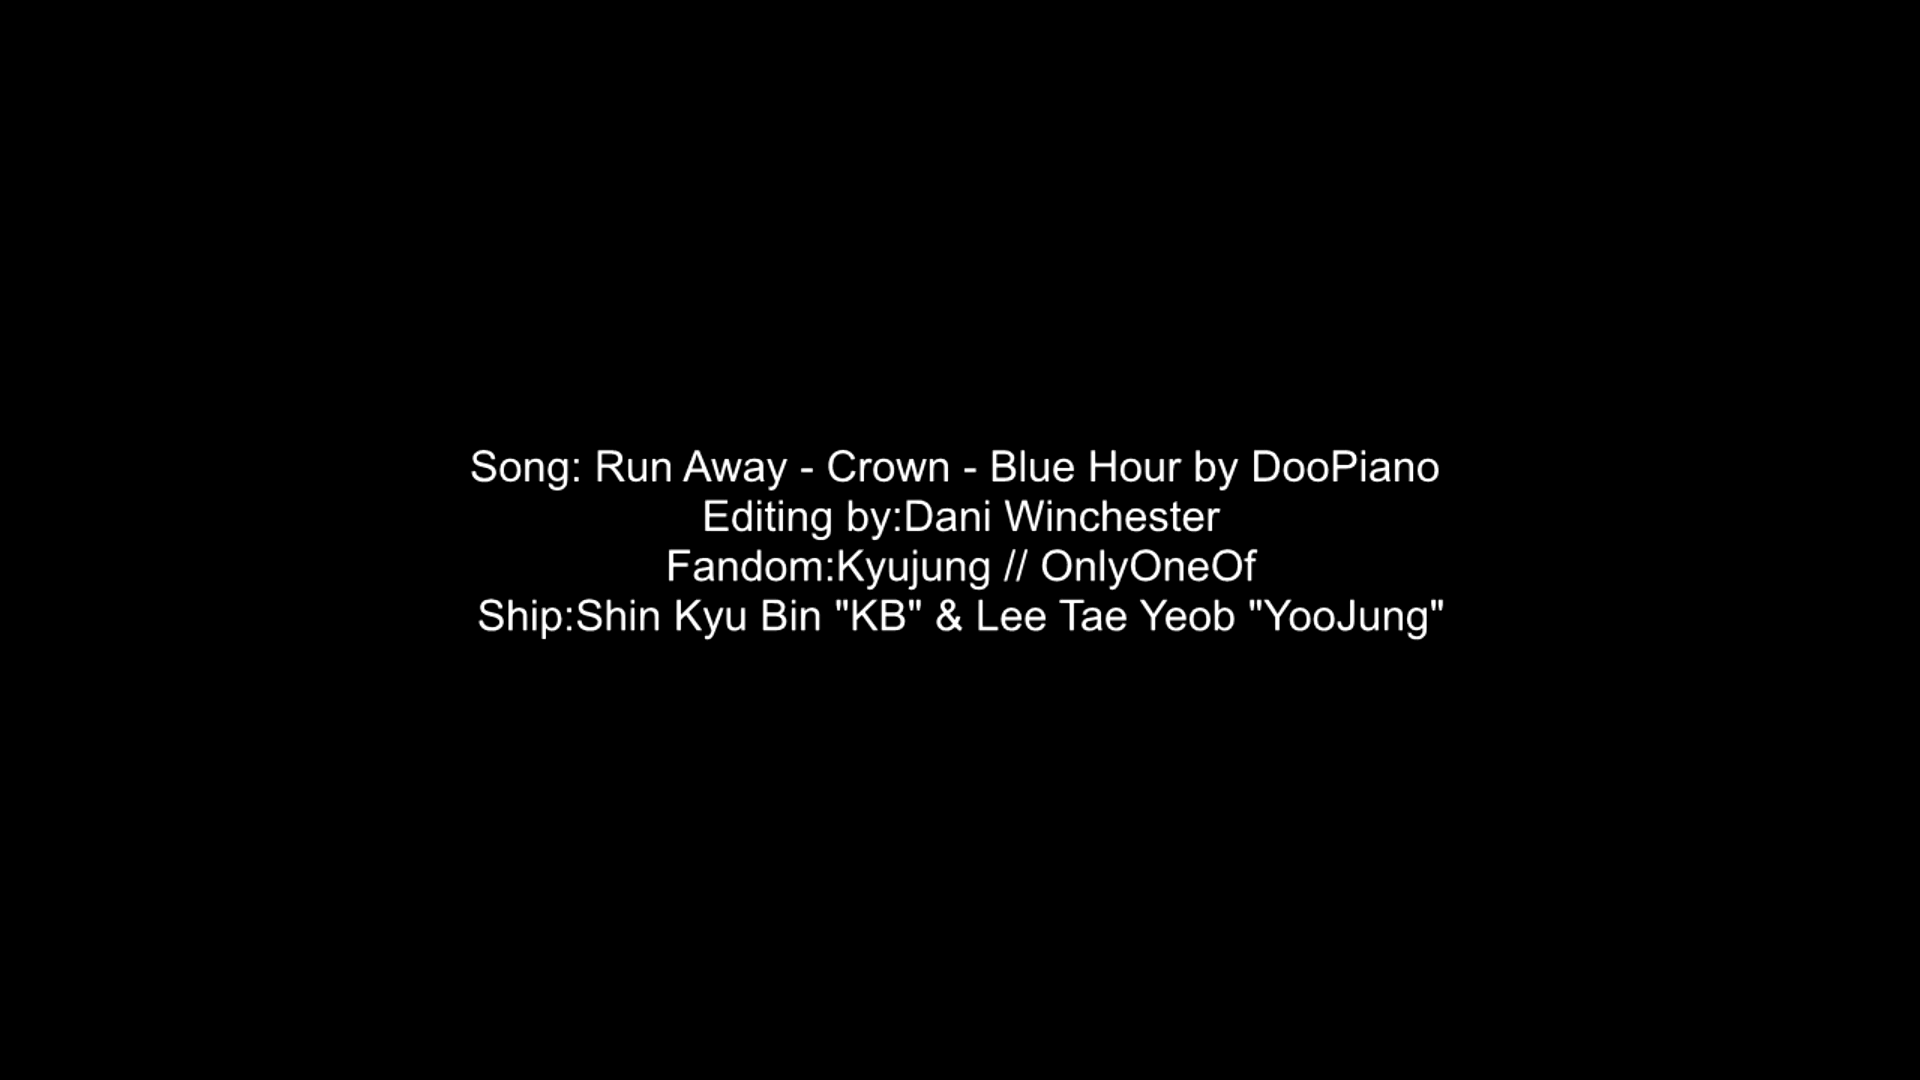 Song: Run Away - Crown - Blue Hour by DooPiano
Editing by:Dani Winchester
Fandom:Kyujung // OnlyOneOf
Ship:Shin Kyu Bin "KB" & Lee Tae Yeob "YooJung"